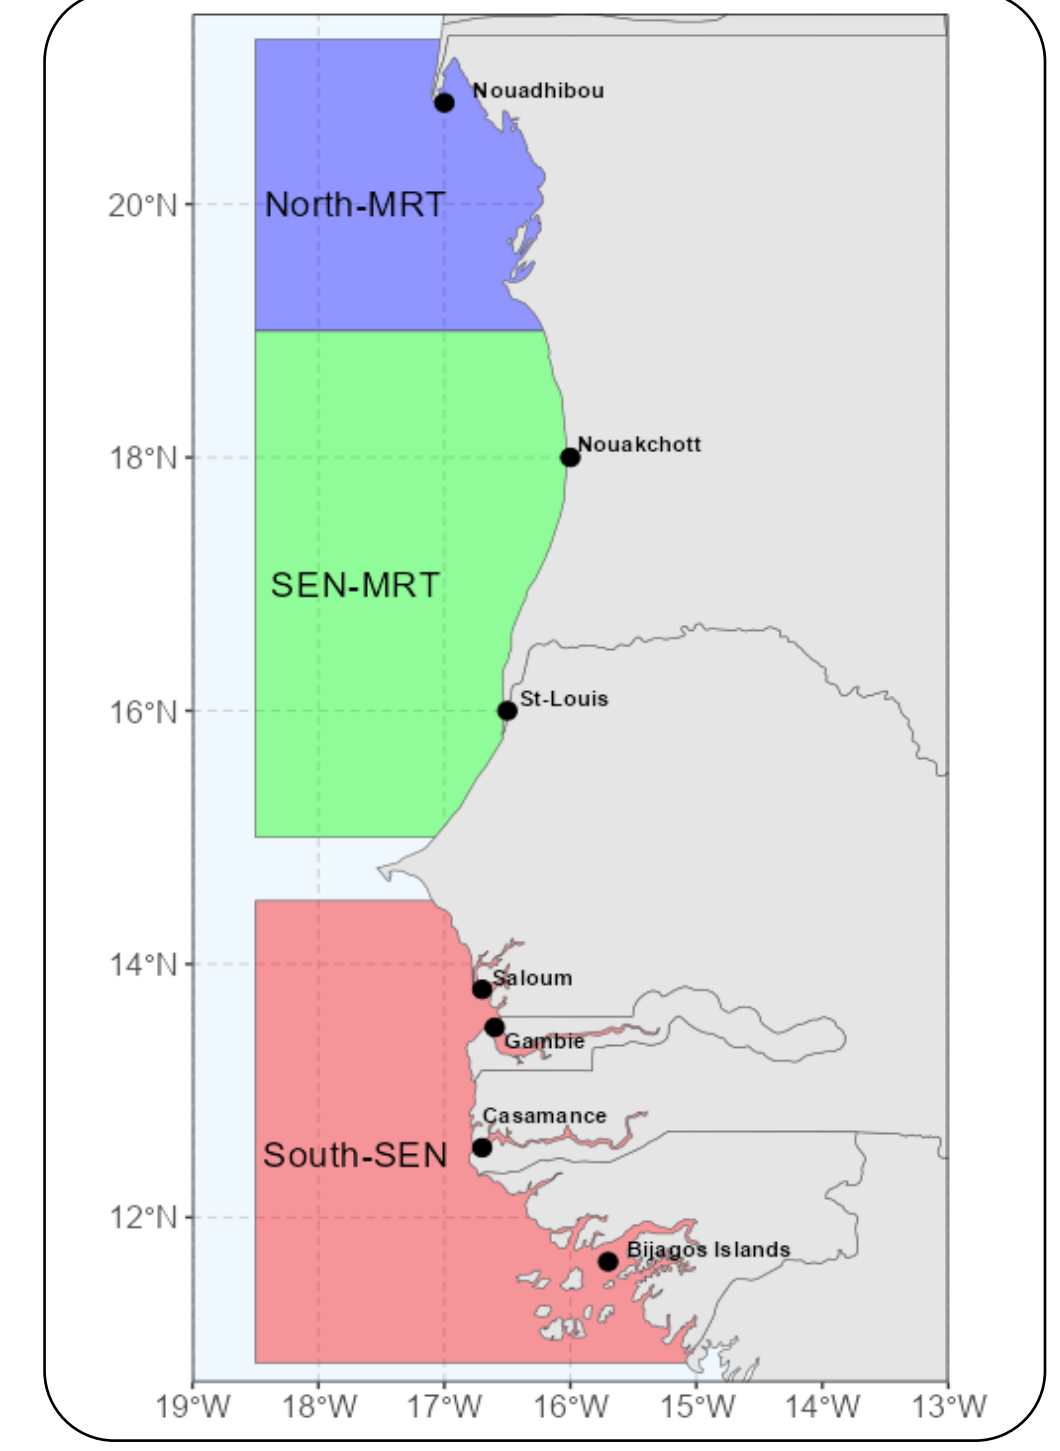 Nouadhibou
20°N
North-MRT
18°N
Nouakchott
SEN-MRT
16°N
St-Louis
14°N
Saloum
Gambie
Casamance
South-SEN
12°N
Bijagos Islands
19°W 18°W 17°W 16°W 15°W 14°W 13°W